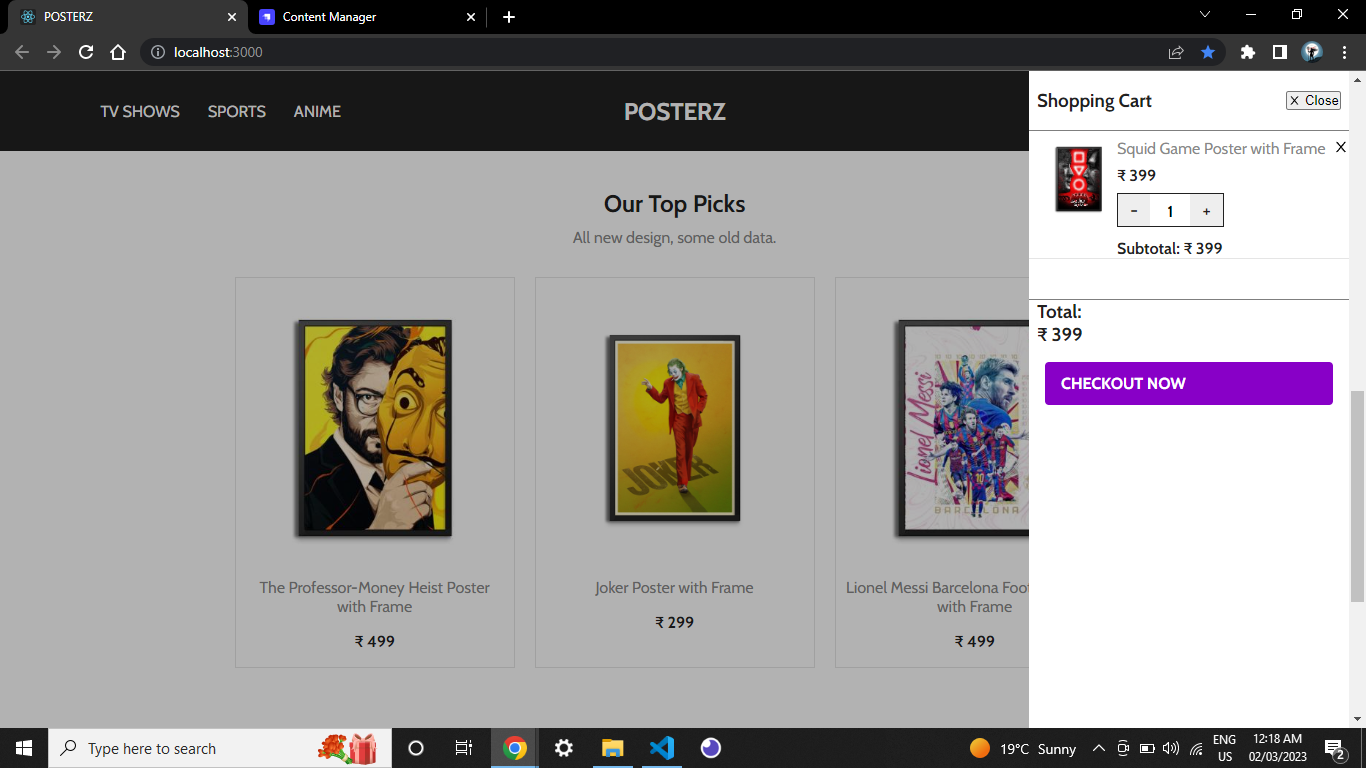 POSTERZ
Content Manager
localhost:3000
TV SHOWS
SPORTS
ANIME
POSTERZ
Shopping Cart
X Close
Squid Game Poster with Frame
X
₹ 399
-
1
+
Subtotal: ₹ 399
Total:
₹ 399
CHECKOUT NOW
Our Top Picks
All new design, some old data.
The Professor-Money Heist Poster
with Frame
₹ 499
JOKER
Joker Poster with Frame
₹ 299
Lionel Messi
10
BARCELONA
Lionel Messi Barcelona Foo
with Frame
₹ 499
Type here to search
19°C Sunny
ENG
US
12:18 AM
02/03/2023
2